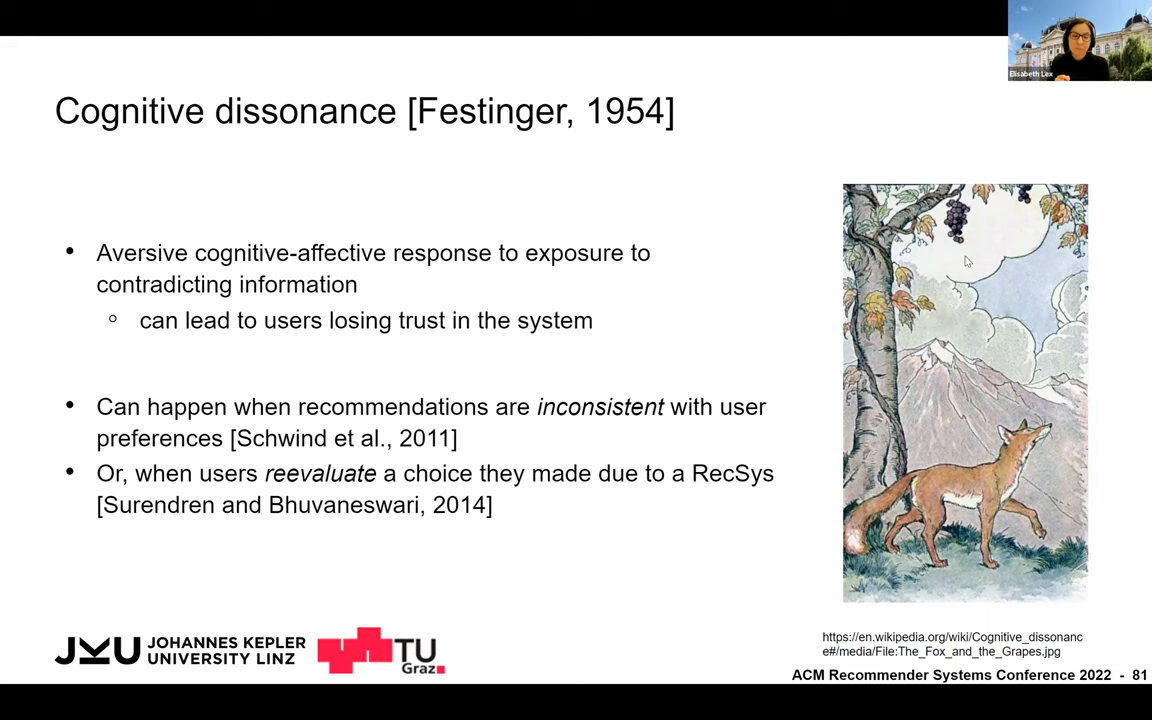 Elisabeth Lex
Cognitive dissonance [Festinger, 1954]
• Aversive cognitive-affective response to exposure to
contradicting information
○ can lead to users losing trust in the system
• Can happen when recommendations are inconsistent with user
preferences [Schwind et al., 2011]
• Or, when users reevaluate a choice they made due to a RecSys
[Surendren and Bhuvaneswari, 2014]
JKU JOHANNES KEPLER
UNIVERSITY LINZ
TU
Graz
https://en.wikipedia.org/wiki/Cognitive_dissonanc
e#/media/File:The_Fox_and_the_Grapes.jpg
ACM Recommender Systems Conference 2022 - 81